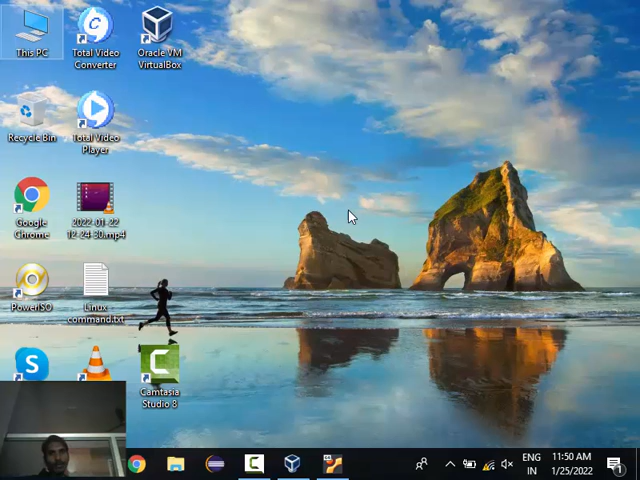 This PC
Total Video
Converter
Oracle VM
VirtualBox
Recycle Bin
Total Video
Player
Google
Chrome
2022-01-22
12-24-30.mp4
PowerISO
Linux
command.txt
Camtasia
Studio 8
ENG
IN
11:50 AM
1/25/2022
1